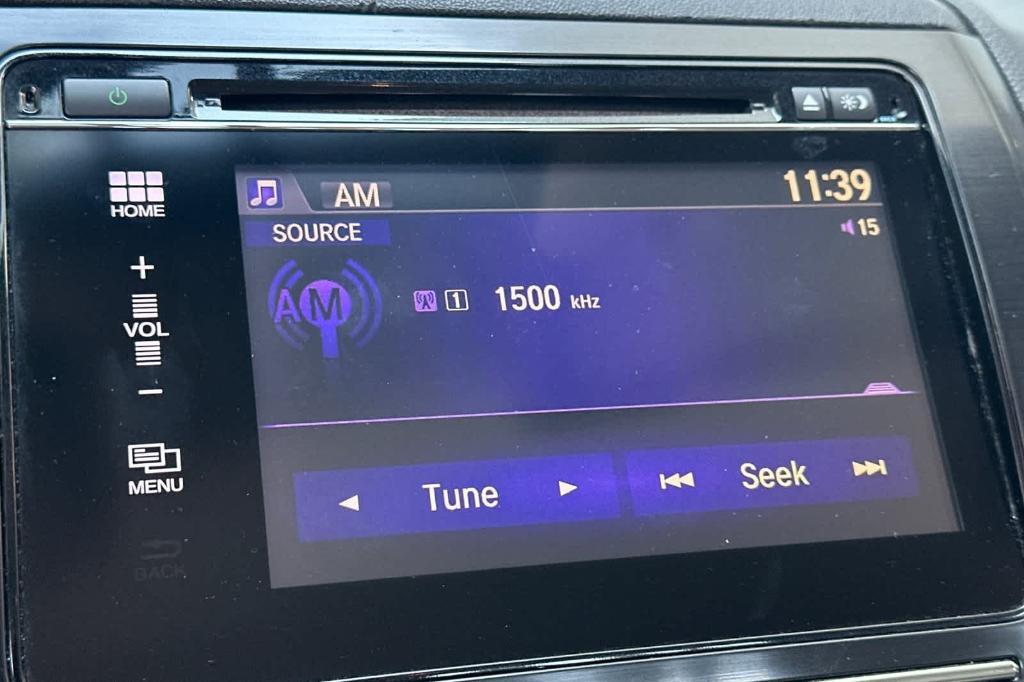 AM
11:39
HOME
SOURCE
15
AM
1 1500 kHz
+
VOL
−
MENU
Tune
Seek
BACK